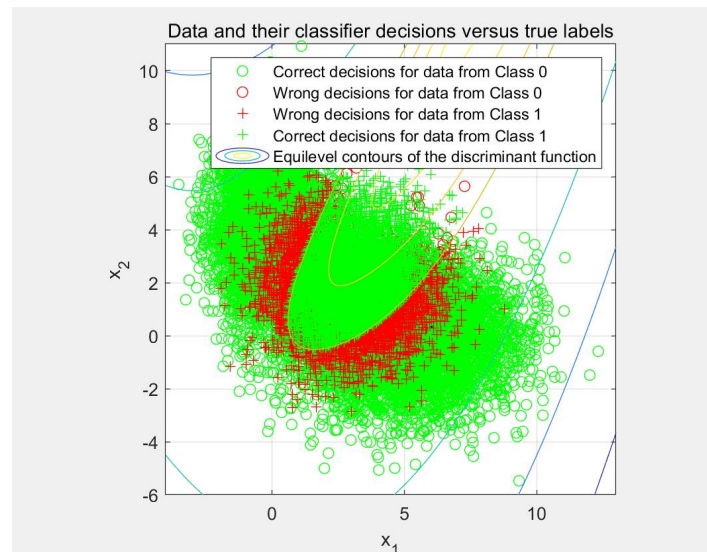 Data and their classifier decisions versus true labels
10
8
6
4
2
0
-2
-4
-6
x2
Correct decisions for data from Class 0
Wrong decisions for data from Class 0
Wrong decisions for data from Class 1
Correct decisions for data from Class 1
Equilevel contours of the discriminant function
0 5 10
x1